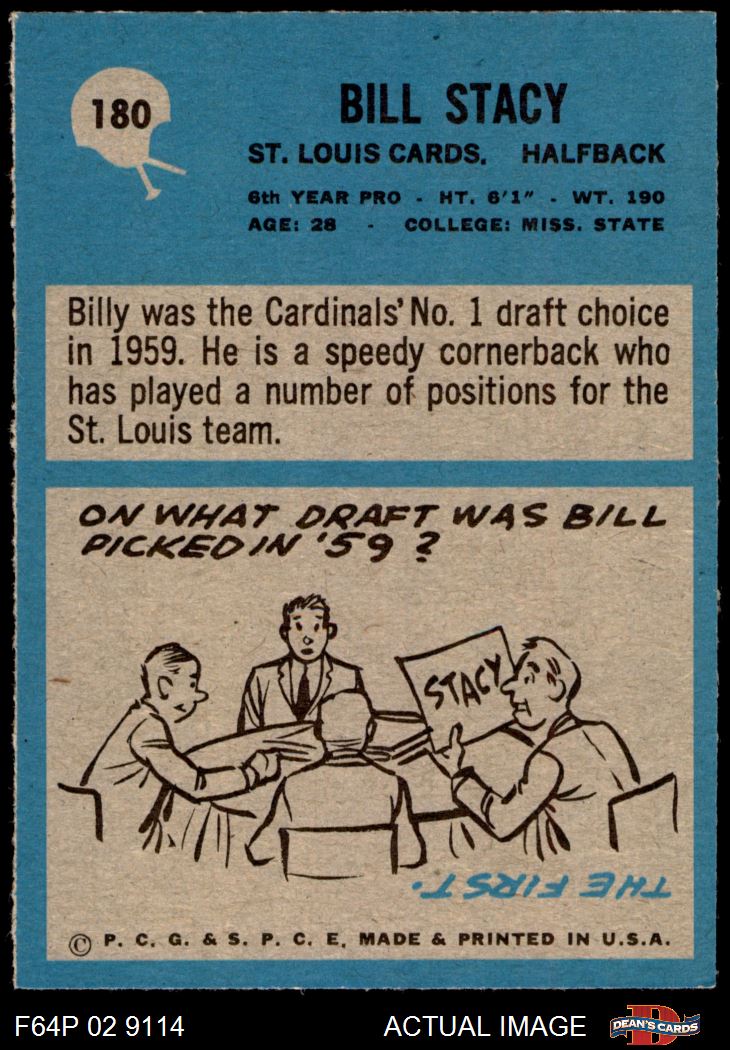 180
BILL STACY
ST. LOUIS CARDS. HALFBACK
6th YEAR PRO - HT. 6'1" - WT. 190
AGE: 28 - COLLEGE: MISS. STATE
Billy was the Cardinals' No. 1 draft choice
in 1959. He is a speedy cornerback who
has played a number of positions for the
St. Louis team.
ON WHAT DRAFT WAS BILL
PICKED IN '59 ?
STACY
THE FIRST.
© P. C. G. & S. P. C. E. MADE & PRINTED IN U.S.A.
F64P 02 9114
ACTUAL IMAGE
D
DEAN'S CARDS